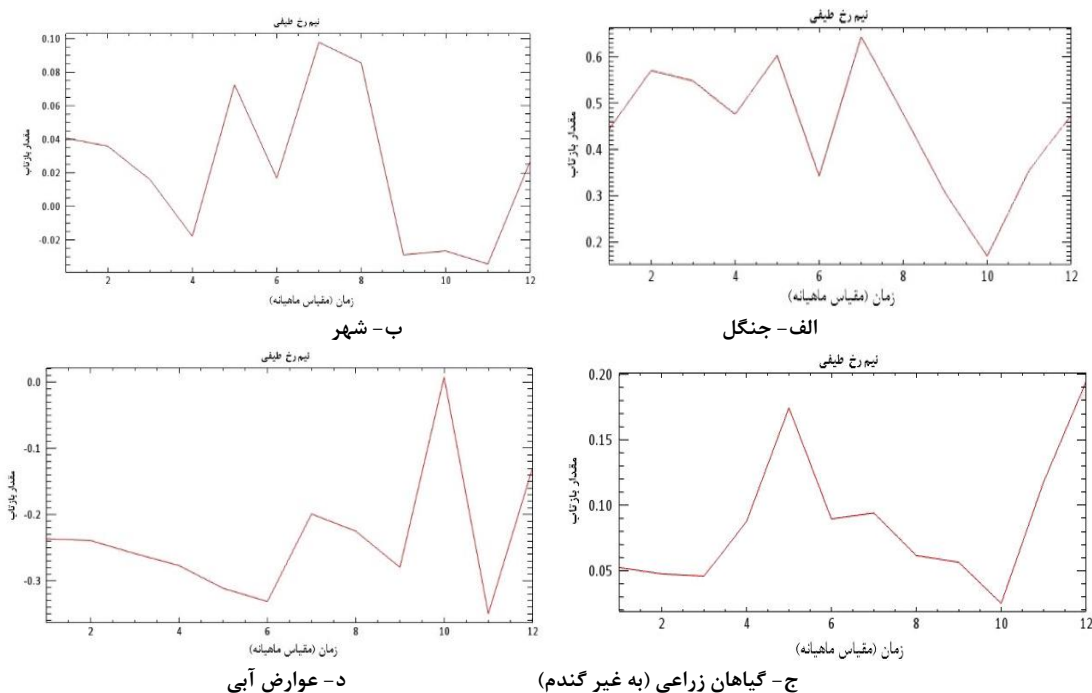 نیم رخ طیفی
مقدار بازتاب
0.6
0.5
0.4
0.3
0.2
2 4 6 8 10 12
زمان (مقیاس ماهیانه)
الف- جنگل
نیم رخ طیفی
مقدار بازتاب
0.10
0.08
0.06
0.04
0.02
0.00
-0.02
2 4 6 8 10 12
زمان (مقیاس ماهیانه)
ب- شهر
نیم رخ طیفی
مقدار بازتاب
0.20
0.15
0.10
0.05
2 4 6 8 10 12
زمان (مقیاس ماهیانه)
ج- گیاهان زراعی (به غیر گندم)
نیم رخ طیفی
مقدار بازتاب
0.0
-0.1
-0.2
-0.3
2 4 6 8 10 12
زمان (مقیاس ماهیانه)
د- عوارض آبی